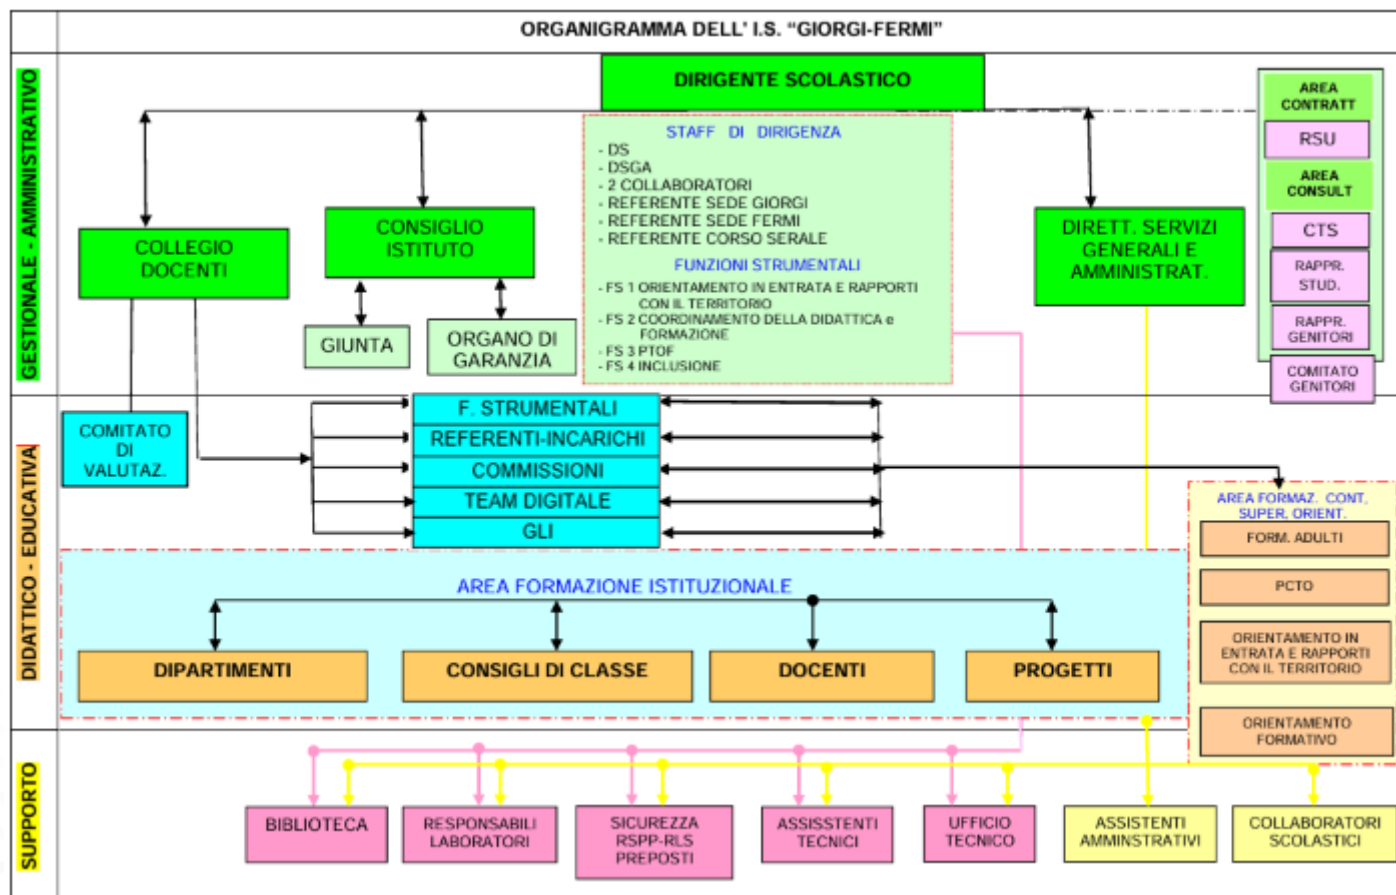 ORGANIGRAMMA DELL' I.S. “GIORGI-FERMI”
GESTIONALE - AMMINISTRATIVO
DIRIGENTE SCOLASTICO
STAFF DI DIRIGENZA
- DS
- DSGA
- 2 COLLABORATORI
- REFERENTE SEDE GIORGI
- REFERENTE SEDE FERMI
- REFERENTE CORSO SERALE
FUNZIONI STRUMENTALI
- FS 1 ORIENTAMENTO IN ENTRATA E RAPPORTI
CON IL TERRITORIO
- FS 2 COORDINAMENTO DELLA DIDATTICA e
FORMAZIONE
- FS 3 PTOF
- FS 4 INCLUSIONE
COLLEGIO
DOCENTI
CONSIGLIO
ISTITUTO
GIUNTA
ORGANO DI
GARANZIA
DIRETT. SERVIZI
GENERALI E
AMMINISTRAT.
AREA
CONTRATT
RSU
AREA
CONSULT
CTS
RAPPR.
STUD.
RAPPR.
GENITORI
COMITATO
GENITORI
DIDATTICO - EDUCATIVA
COMITATO
DI
VALUTAZ.
F. STRUMENTALI
REFERENTI-INCARICHI
COMMISSIONI
TEAM DIGITALE
GLI
AREA FORMAZ. CONT,
SUPER, ORIENT.
FORM. ADULTI
PCTO
ORIENTAMENTO IN
ENTRATA E RAPPORTI
CON IL TERRITORIO
ORIENTAMENTO
FORMATIVO
AREA FORMAZIONE ISTITUZIONALE
DIPARTIMENTI
CONSIGLI DI CLASSE
DOCENTI
PROGETTI
SUPPORTO
BIBLIOTECA
RESPONSABILI
LABORATORI
SICUREZZA
RSPP-RLS
PREPOSTI
ASSISSTENTI
TECNICI
UFFICIO
TECNICO
ASSISTENTI
AMMINSTRATIVI
COLLABORATORI
SCOLASTICI